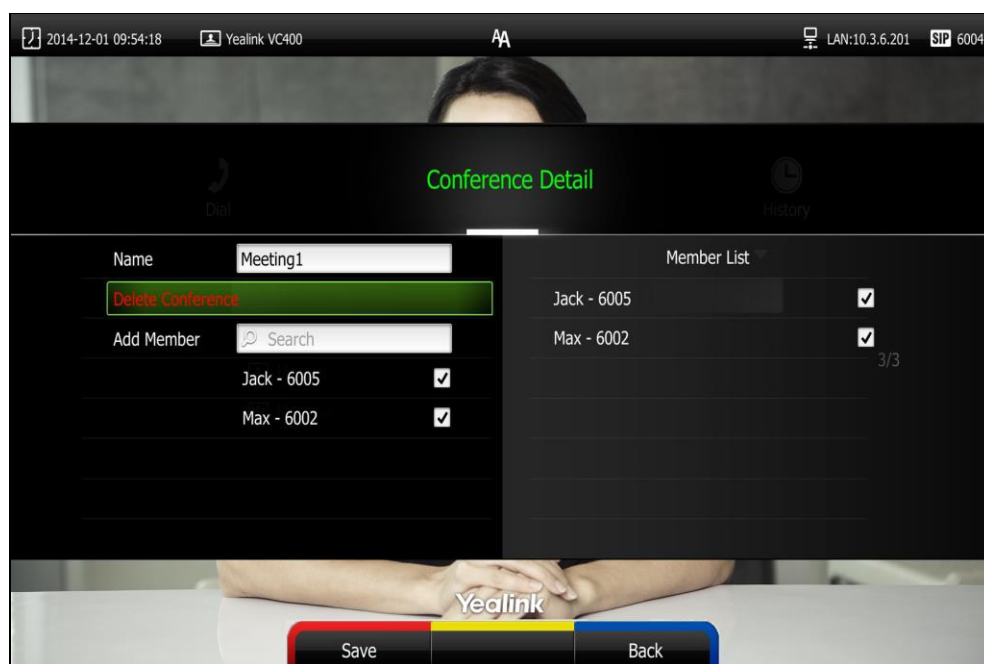 2014-12-01 09:54:18 Yealink VC400 AA LAN:10.3.6.201 SIP 6004
Conference Detail
Dial
History
Name Meeting1
Member List
Delete Conference
Jack - 6005
Add Member Search
Max - 6002
3/3
Jack - 6005
Max - 6002
Yealink
Save Back